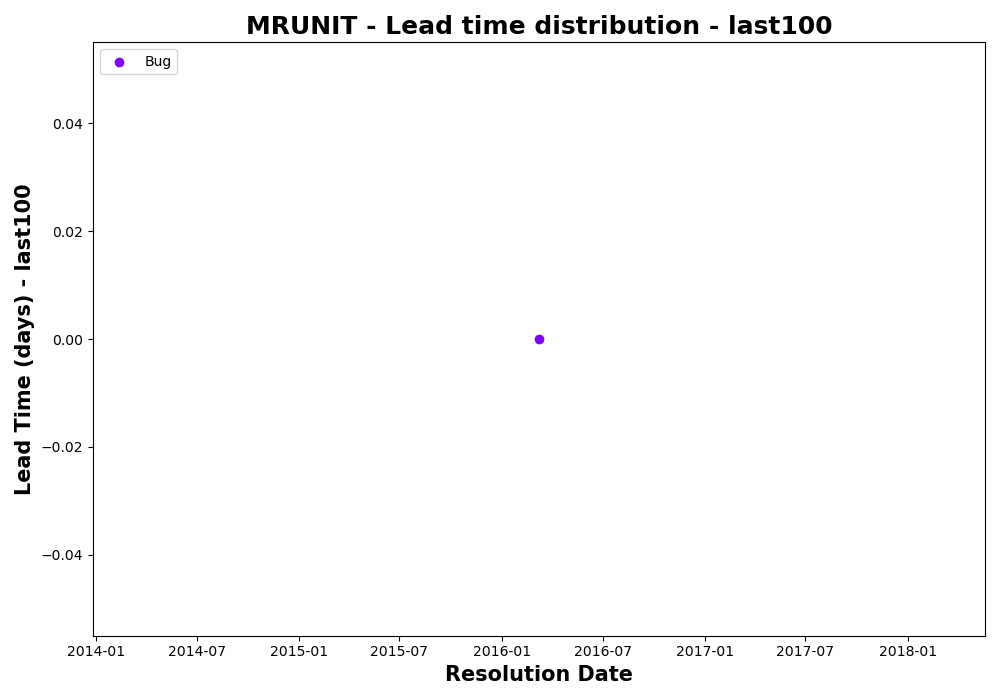 MRUNIT - Lead time distribution - last100
Bug
Lead Time (days) - last100
0.04
0.02
0.00
−0.02
−0.04
2014-01 2014-07 2015-01 2015-07 2016-01 2016-07 2017-01 2017-07 2018-01
Resolution Date